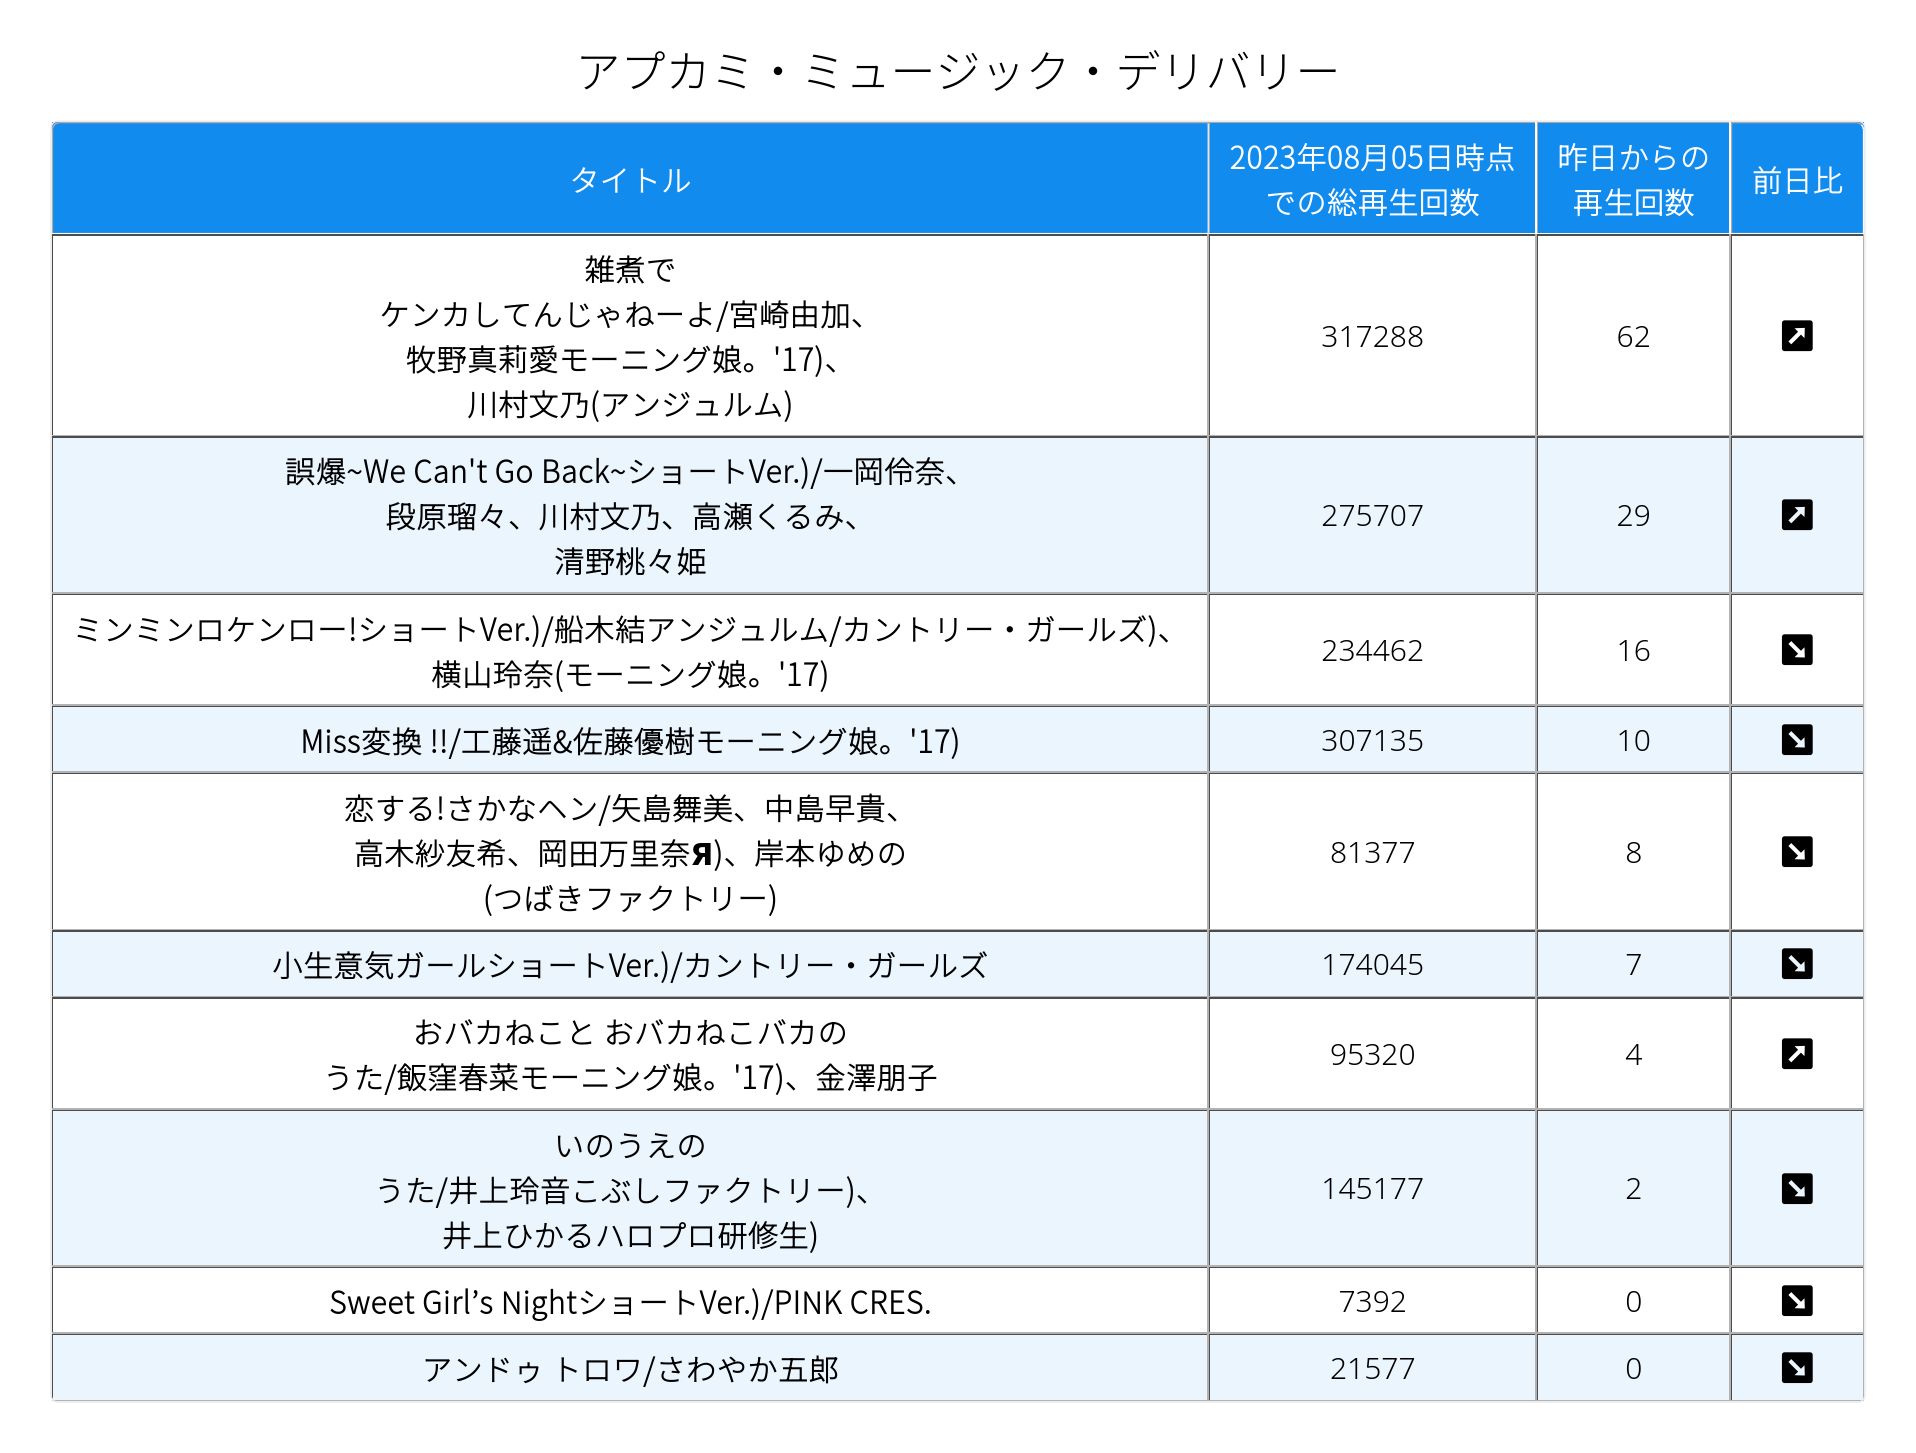 アプカミ・ミュージック・デリバリー
タイトル
2023年08月05日時点
での総再生回数
昨日からの
再生回数
前日比
雑煮で
ケンカしてんじゃねーよ/宮崎由加、
牧野真莉愛モーニング娘。'17)、
川村文乃(アンジュルム)
317288
62
誤爆~We Can't Go Back~ショートVer.)/一岡伶奈、
段原瑠々、川村文乃、高瀬くるみ、
清野桃々姫
275707
29
ミンミンロケンロー!ショートVer.)/船木結アンジュルム/カントリー・ガールズ)、
横山玲奈(モーニング娘。'17)
234462
16
Miss変換 !!/工藤遥&佐藤優樹モーニング娘。'17)
307135
10
恋する!さかなヘン/矢島舞美、中島早貴、
高木紗友希、岡田万里奈Я)、岸本ゆめの
(つばきファクトリー)
81377
8
小生意気ガールショートVer.)/カントリー・ガールズ
174045
7
おバカねこと おバカねこバカの
うた/飯窪春菜モーニング娘。'17)、金澤朋子
95320
4
いのうえの
うた/井上玲音こぶしファクトリー)、
井上ひかるハロプロ研修生)
145177
2
Sweet Girl’s NightショートVer.)/PINK CRES.
7392
0
アンドゥ トロワ/さわやか五郎
21577
0